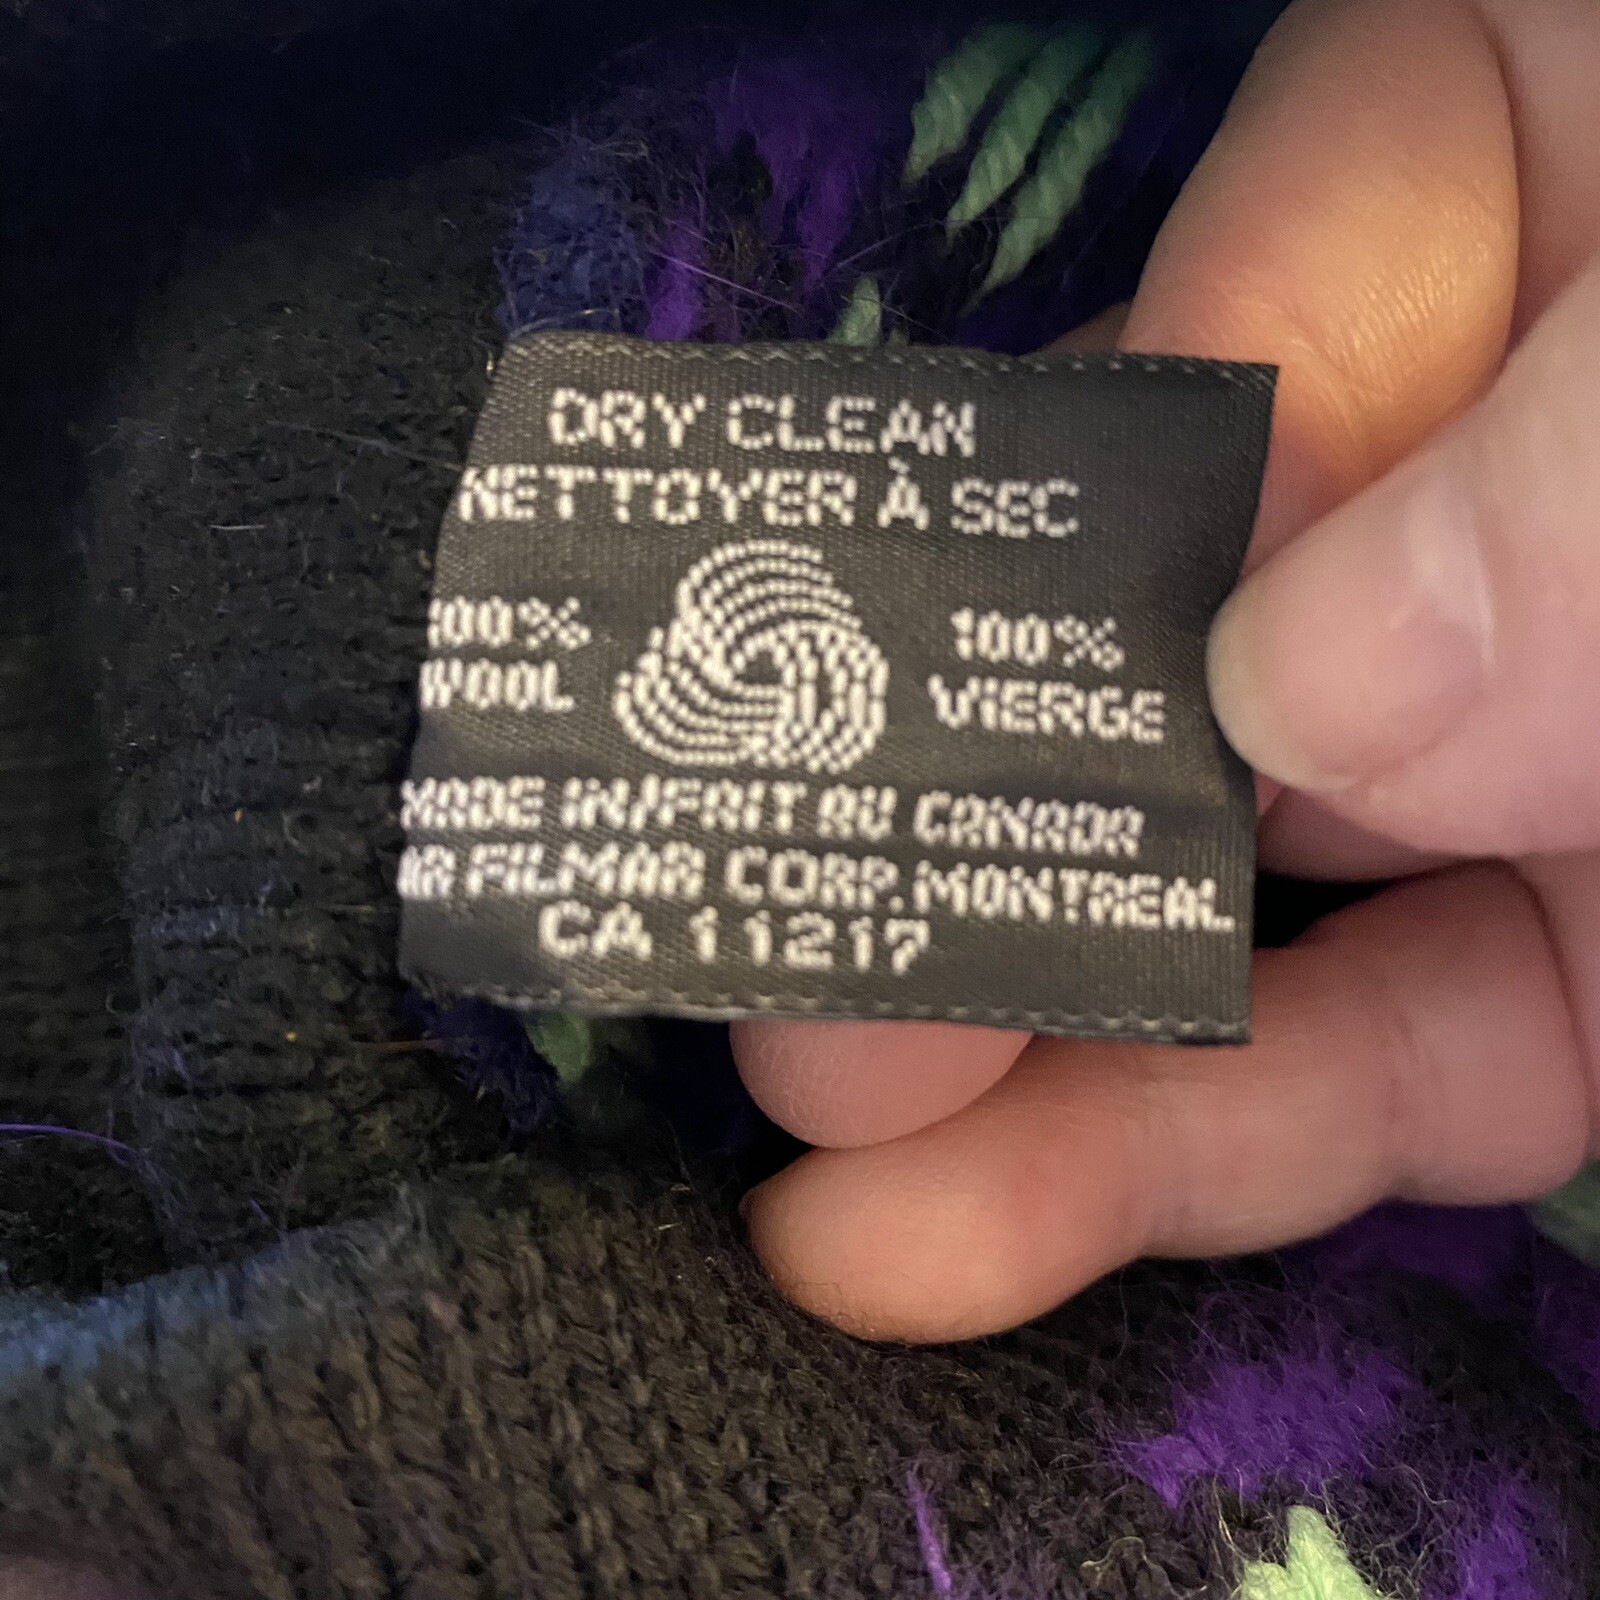 DRY CLEAN
NETTOYER À SEC
100% 100%
WOOL VIERGE
MADE IN/FAIT AU CANADA
FILMAR CORP. MONTREAL
CA 11217